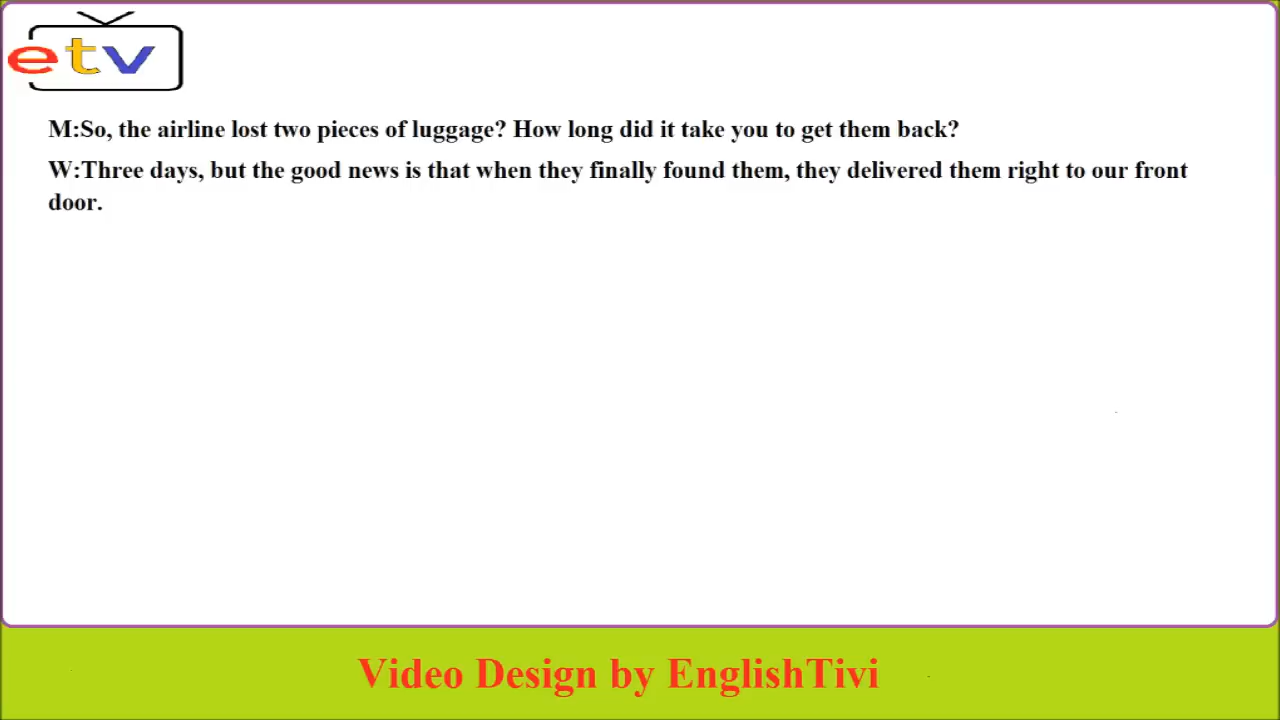 etv
M:So, the airline lost two pieces of luggage? How long did it take you to get them back?
W:Three days, but the good news is that when they finally found them, they delivered them right to our front
door.
Video Design by EnglishTivi